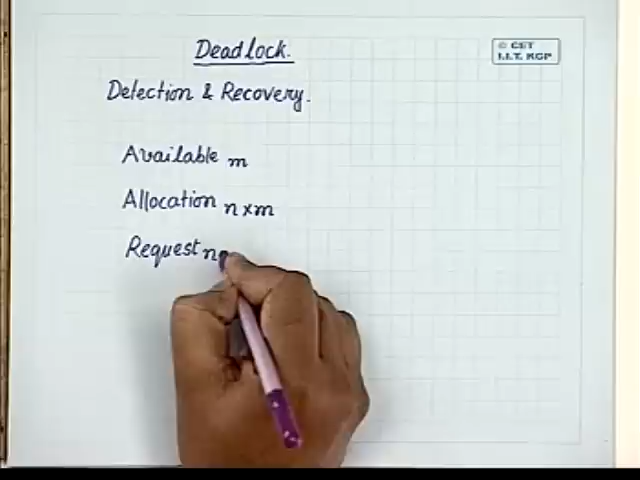 Deadlock.
© CET
I.I.T. KGP
Detection & Recovery.
Available m
Allocation n×m
Request n